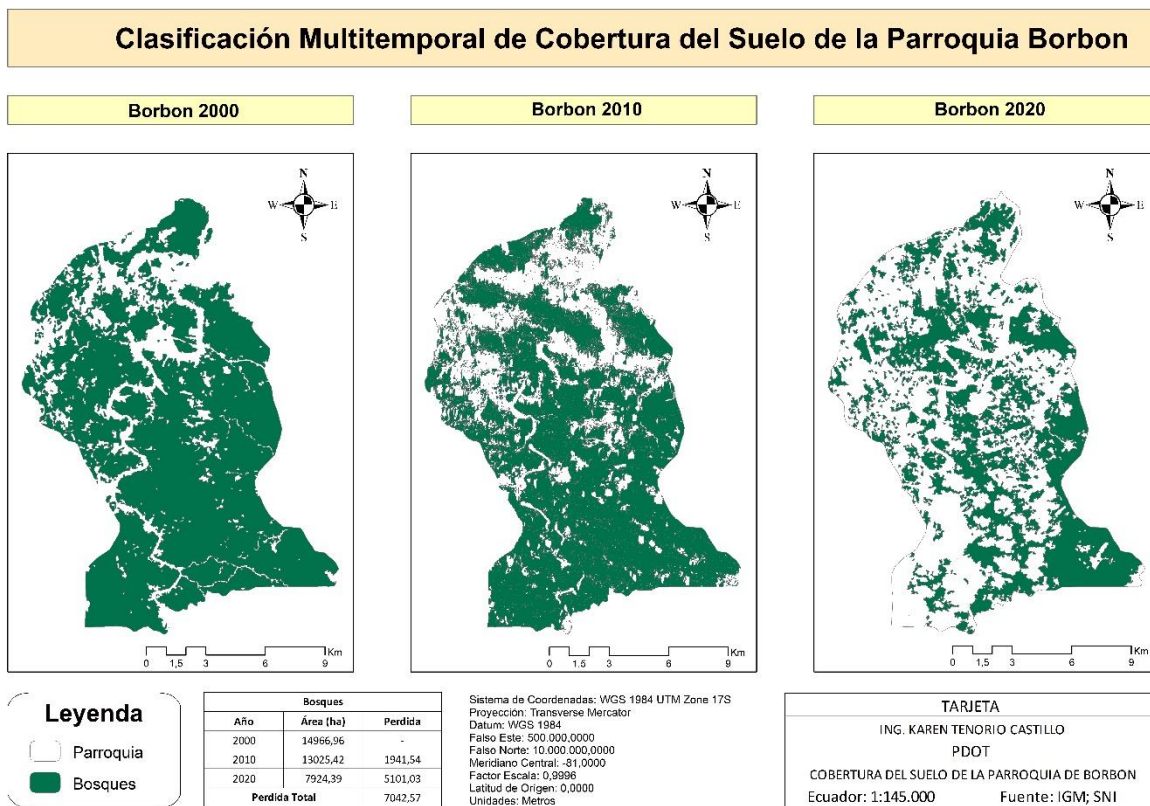 Clasificación Multitemporal de Cobertura del Suelo de la Parroquia Borbon
Borbon 2000
Borbon 2010
Borbon 2020
N
W E
S
N
W E
S
N
W E
S
Km
0 1,5 3 6 9
Km
0 1,5 3 6 9
Km
0 1,5 3 6 9
Leyenda
Parroquia
Bosques
Bosques
Año Área (ha) Perdida
2000 14966,96 -
2010 13025,42 1941,54
2020 7924,39 5101,03
Perdida Total 7042,57
Sistema de Coordenadas: WGS 1984 UTM Zone 17S
Proyección: Transverse Mercator
Datum: WGS 1984
Falso Este: 500.000,0000
Falso Norte: 10.000.000,0000
Meridiano Central: -81,0000
Factor Escala: 0,9996
Latitud de Origen: 0,0000
Unidades: Metros
TARJETA
ING. KAREN TENORIO CASTILLO
PDOT
COBERTURA DEL SUELO DE LA PARROQUIA DE BORBON
Ecuador: 1:145.000 Fuente: IGM; SNI